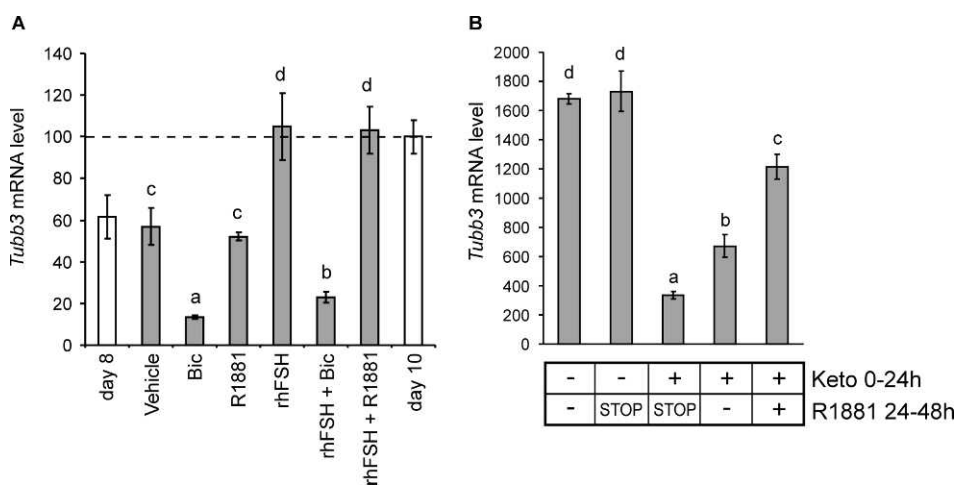 A
Tubb3 mRNA level
140
120
100
80
60
40
20
0
c
a
c
d
b
d
day 8
Vehicle
Bic
R1881
rhFSH
rhFSH + Bic
rhFSH + R1881
day 10
B
Tubb3 mRNA level
2000
1800
1600
1400
1200
1000
800
600
400
200
0
d
d
a
b
c
- - + + + Keto 0-24h
- STOP STOP - + R1881 24-48h